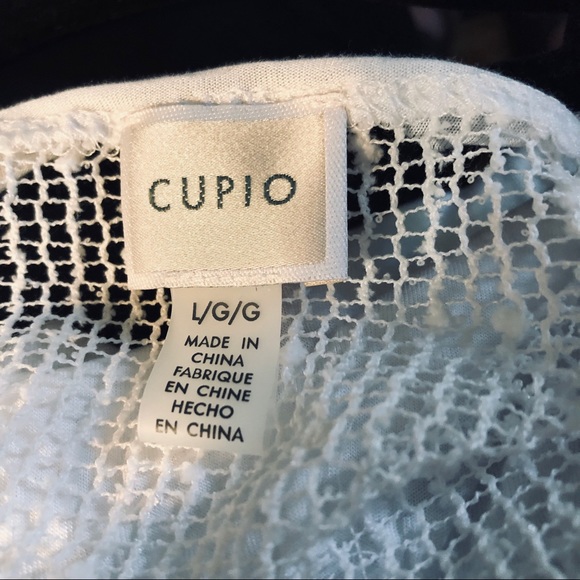 CUPIO
L/G/G
MADE IN
CHINA
FABRIQUE
EN CHINE
HECHO
EN CHINA